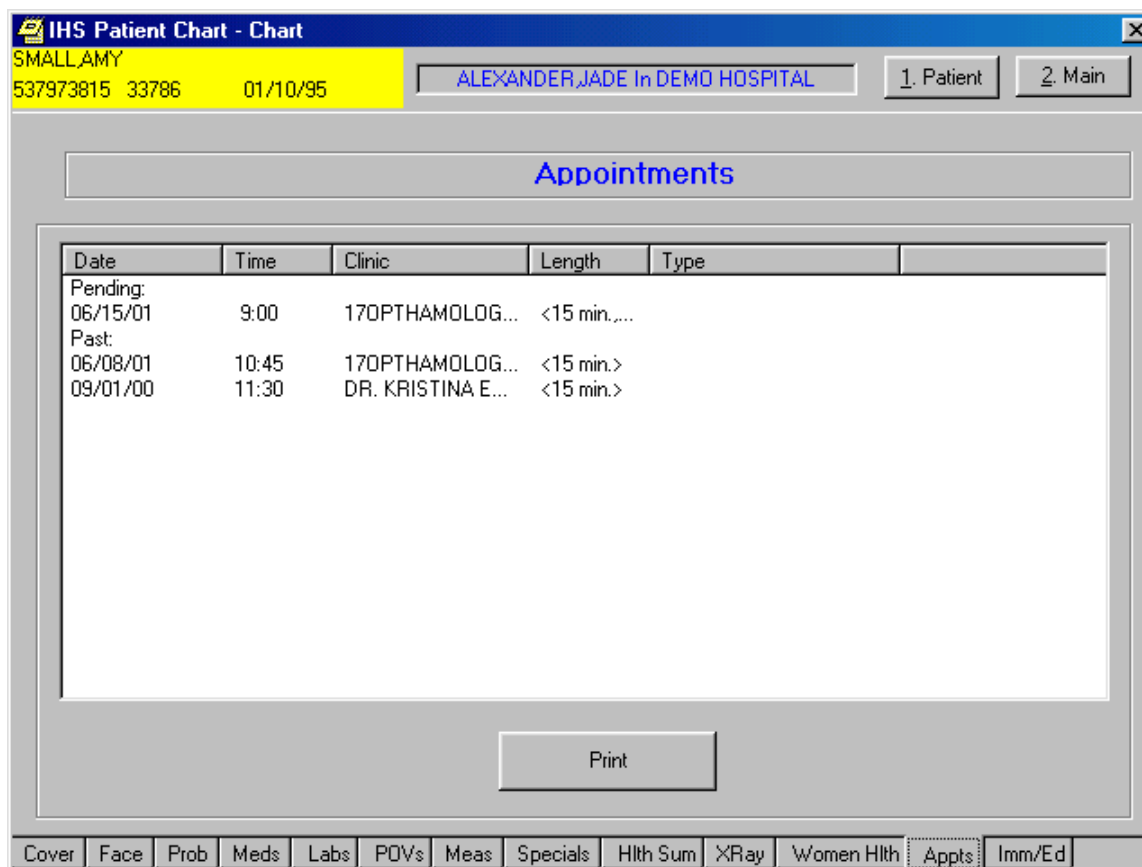 IHS Patient Chart - Chart
SMALL,AMY
537973815 33786 01/10/95
ALEXANDER,JADE In DEMO HOSPITAL
1. Patient
2. Main
Appointments
Date Time Clinic Length Type
Pending:
06/15/01 9:00 17OPTHAMOLOG... <15 min.,...
Past:
06/08/01 10:45 17OPTHAMOLOG... <15 min.>
09/01/00 11:30 DR. KRISTINA E... <15 min.>
Print
Cover Face Prob Meds Labs POVs Meas Specials Hlth Sum XRay Women Hlth Appts Imm/Ed